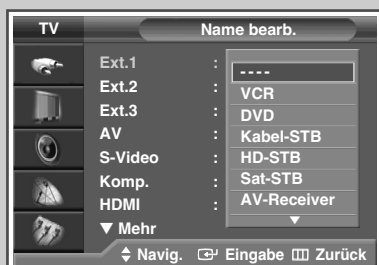 TV Name bearb.
Ext.1 : ----
Ext.2 : VCR
Ext.3 : DVD
AV : Kabel-STB
S-Video : HD-STB
Komp. : Sat-STB
HDMI : AV-Receiver
▼ Mehr ▼
Navig. Eingabe Zurück